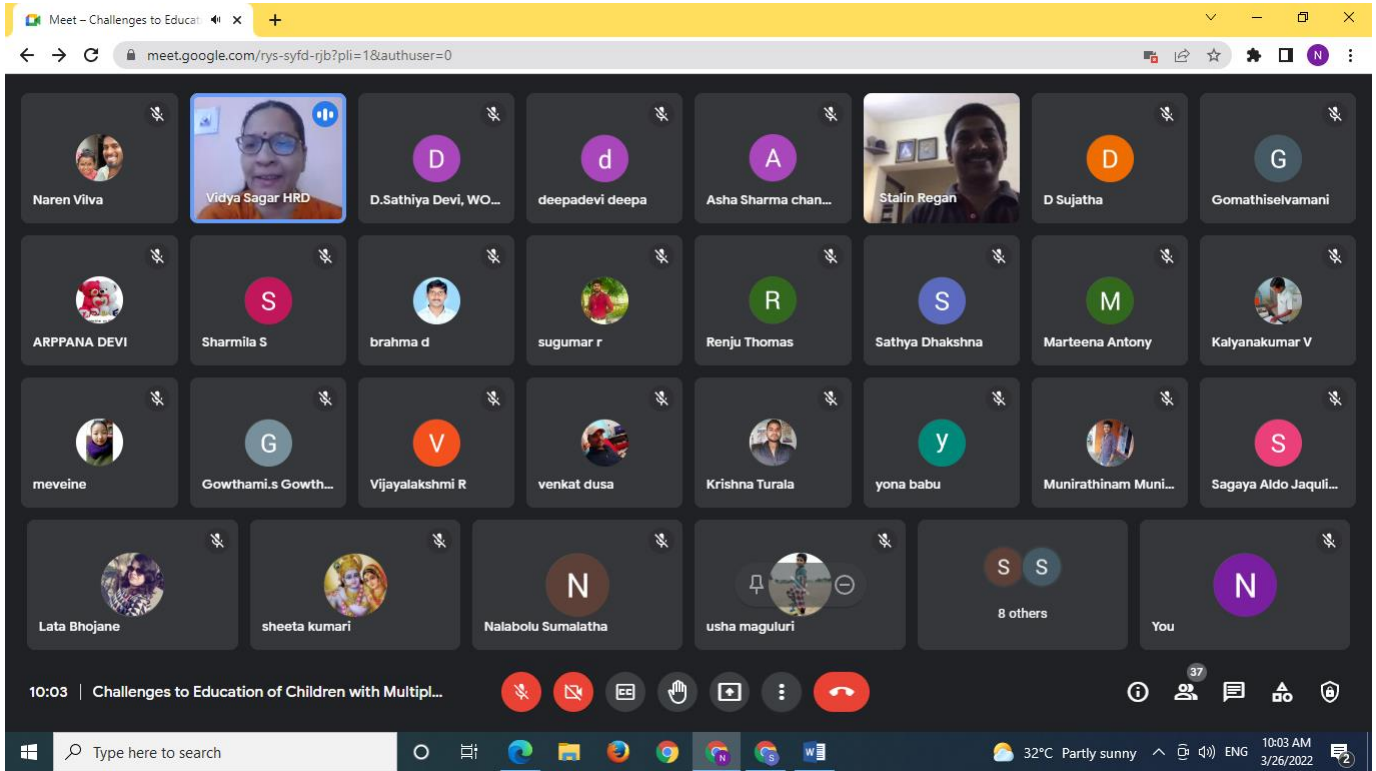 Meet – Challenges to Educat
meet.google.com/rys-syfd-rjb?pli=1&authuser=0
N
Naren Vilva
Vidya Sagar HRD
D
D.Sathiya Devi, WO...
d
deepadevi deepa
A
Asha Sharma chan...
Stalin Regan
D
D Sujatha
G
Gomathiselvamani
ARPPANA DEVI
S
Sharmila S
brahma d
sugumar r
R
Renju Thomas
S
Sathya Dhakshna
M
Marteena Antony
Kalyanakumar V
meveine
G
Gowthami.s Gowth...
V
Vijayalakshmi R
venkat dusa
Krishna Turala
y
yona babu
Munirathinam Muni...
S
Sagaya Aldo Jaquli...
Lata Bhojane
sheeta kumari
N
Nalabolu Sumalatha
usha maguluri
S S
8 others
N
You
10:03 | Challenges to Education of Children with Multipl...
CC
37
Type here to search
N
W
32°C Partly sunny
ENG
10:03 AM
3/26/2022
2